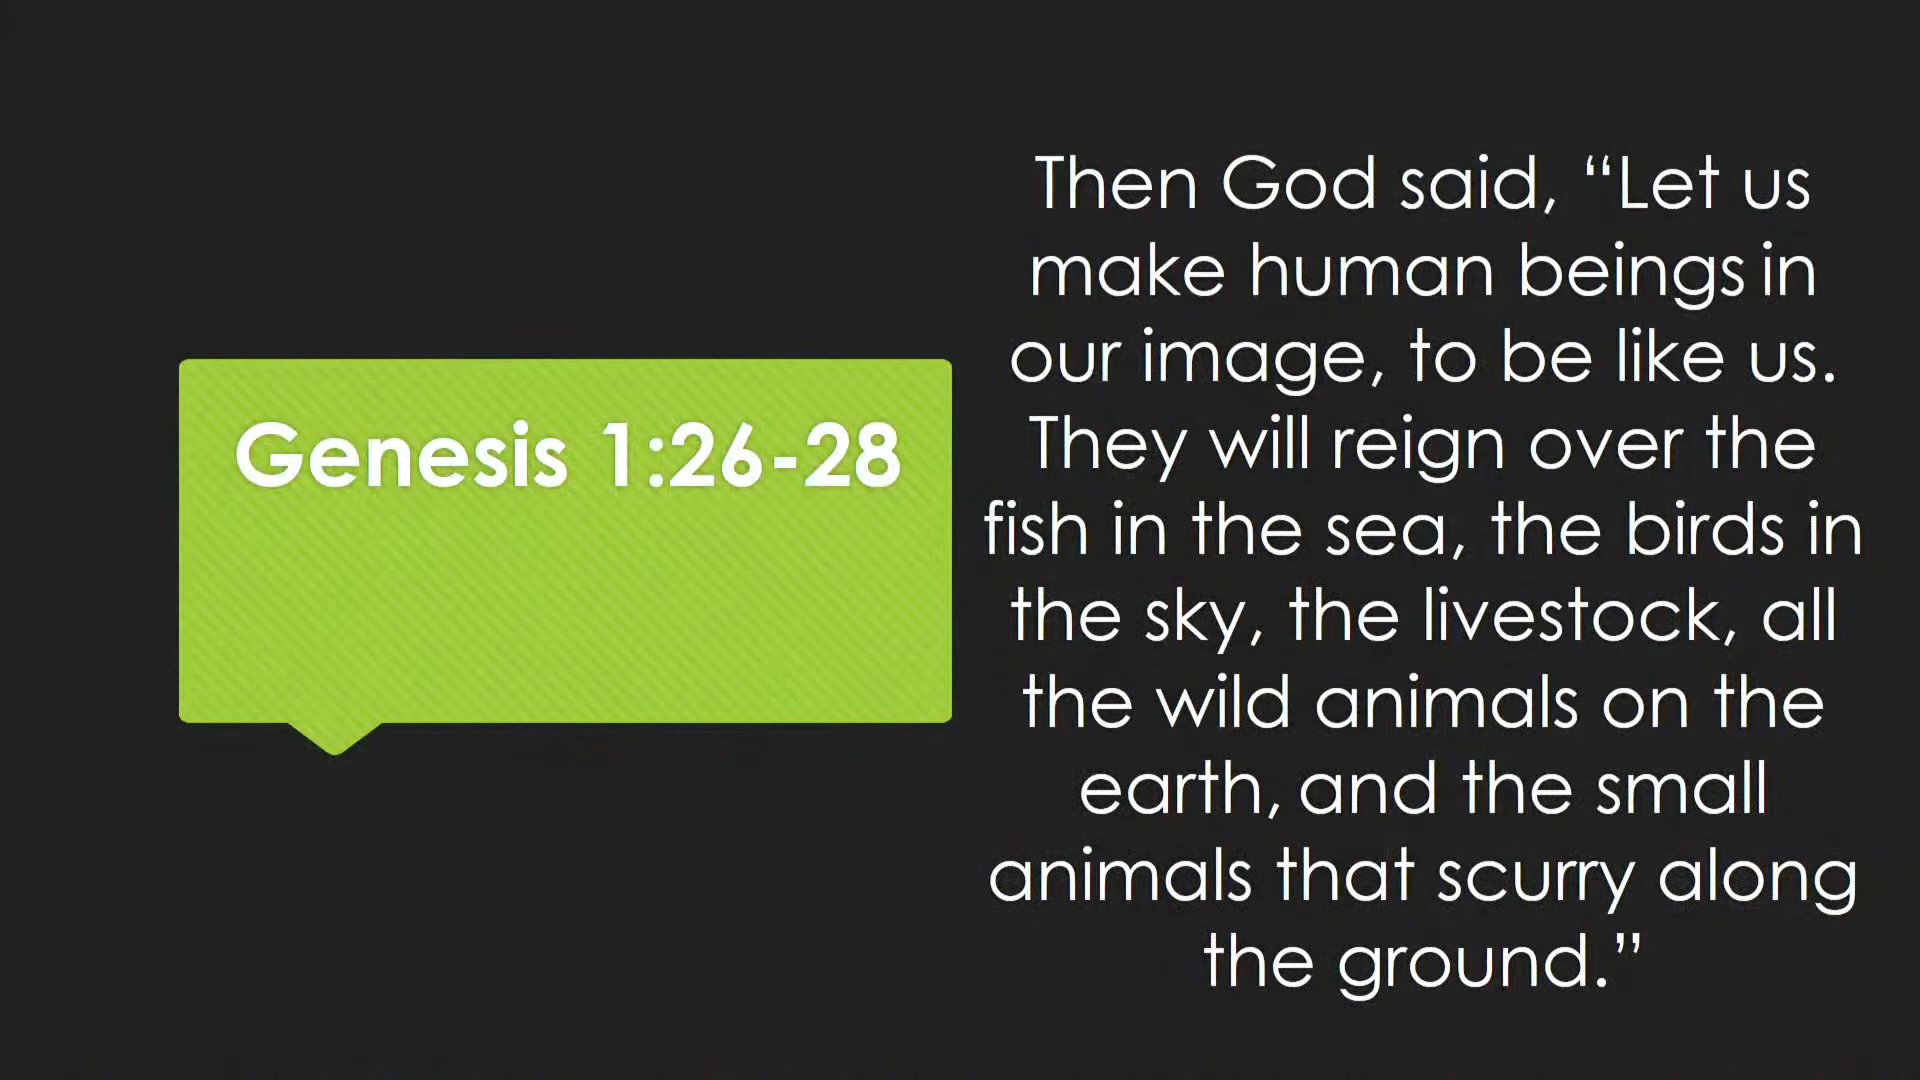 Genesis 1:26-28
Then God said, “Let us
make human beings in
our image, to be like us.
They will reign over the
fish in the sea, the birds in
the sky, the livestock, all
the wild animals on the
earth, and the small
animals that scurry along
the ground.”